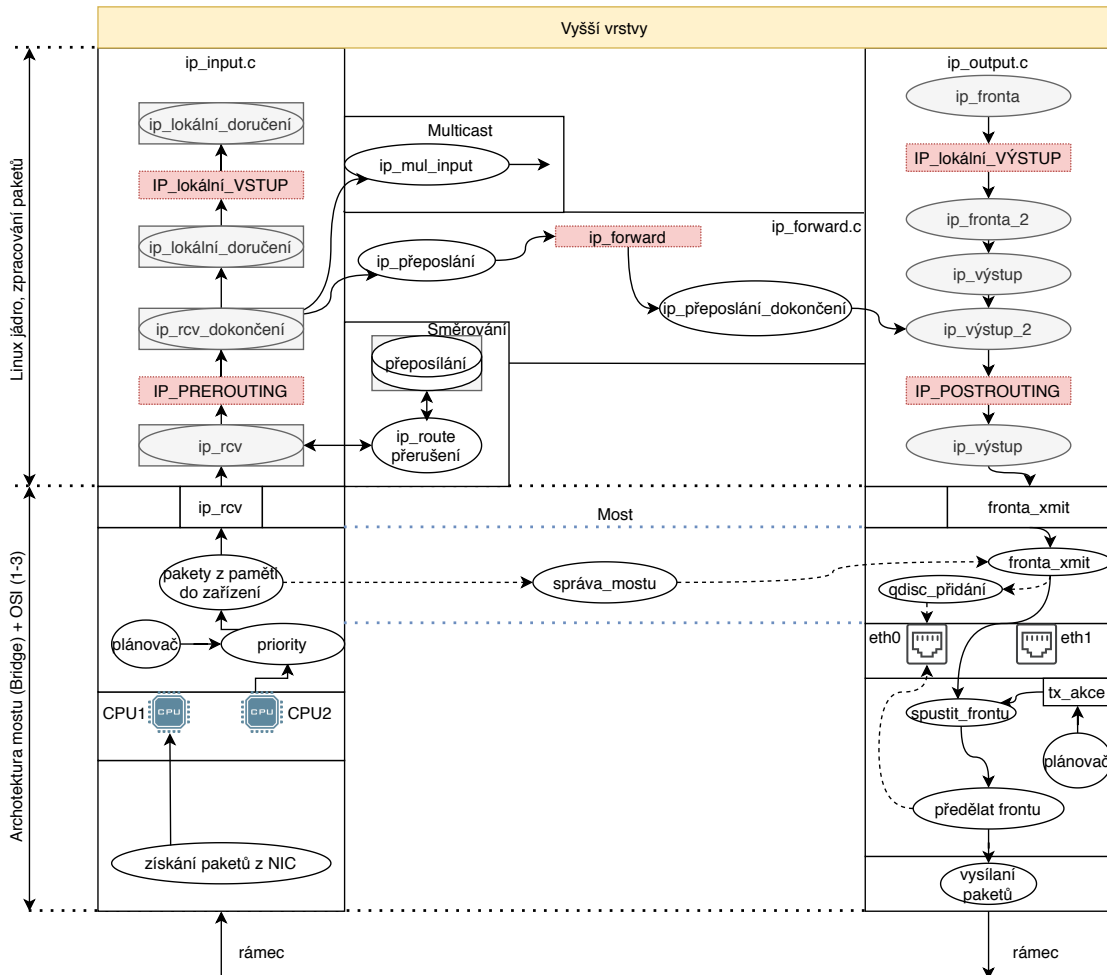 Vyšší vrstvy
ip_input.c
ip_output.c
ip_fronta
ip_lokální_doručení
Multicast
IP_lokální_VÝSTUP
ip_mul_input
IP_lokální_VSTUP
ip_fronta_2
ip_forward.c
ip_forward
ip_lokální_doručení
ip_přeposlání
ip_výstup
ip_přeposlání_dokončení
ip_rcv_dokončení
Směrování
ip_výstup_2
přeposílání
IP_PREROUTING
IP_POSTROUTING
ip_rcv
ip_route
přerušení
ip_výstup
Linux jádro, zpracování paketů
ip_rcv
Most
fronta_xmit
pakety z paměti
do zařízení
správa_mostu
fronta_xmit
qdisc_přidání
plánovač
priority
eth0
eth1
CPU1
CPU
CPU
CPU2
tx_akce
spustit_frontu
plánovač
předělat frontu
získání paketů z NIC
vysílaní
paketů
Archotektura mostu (Bridge) + OSI (1-3)
rámec
rámec